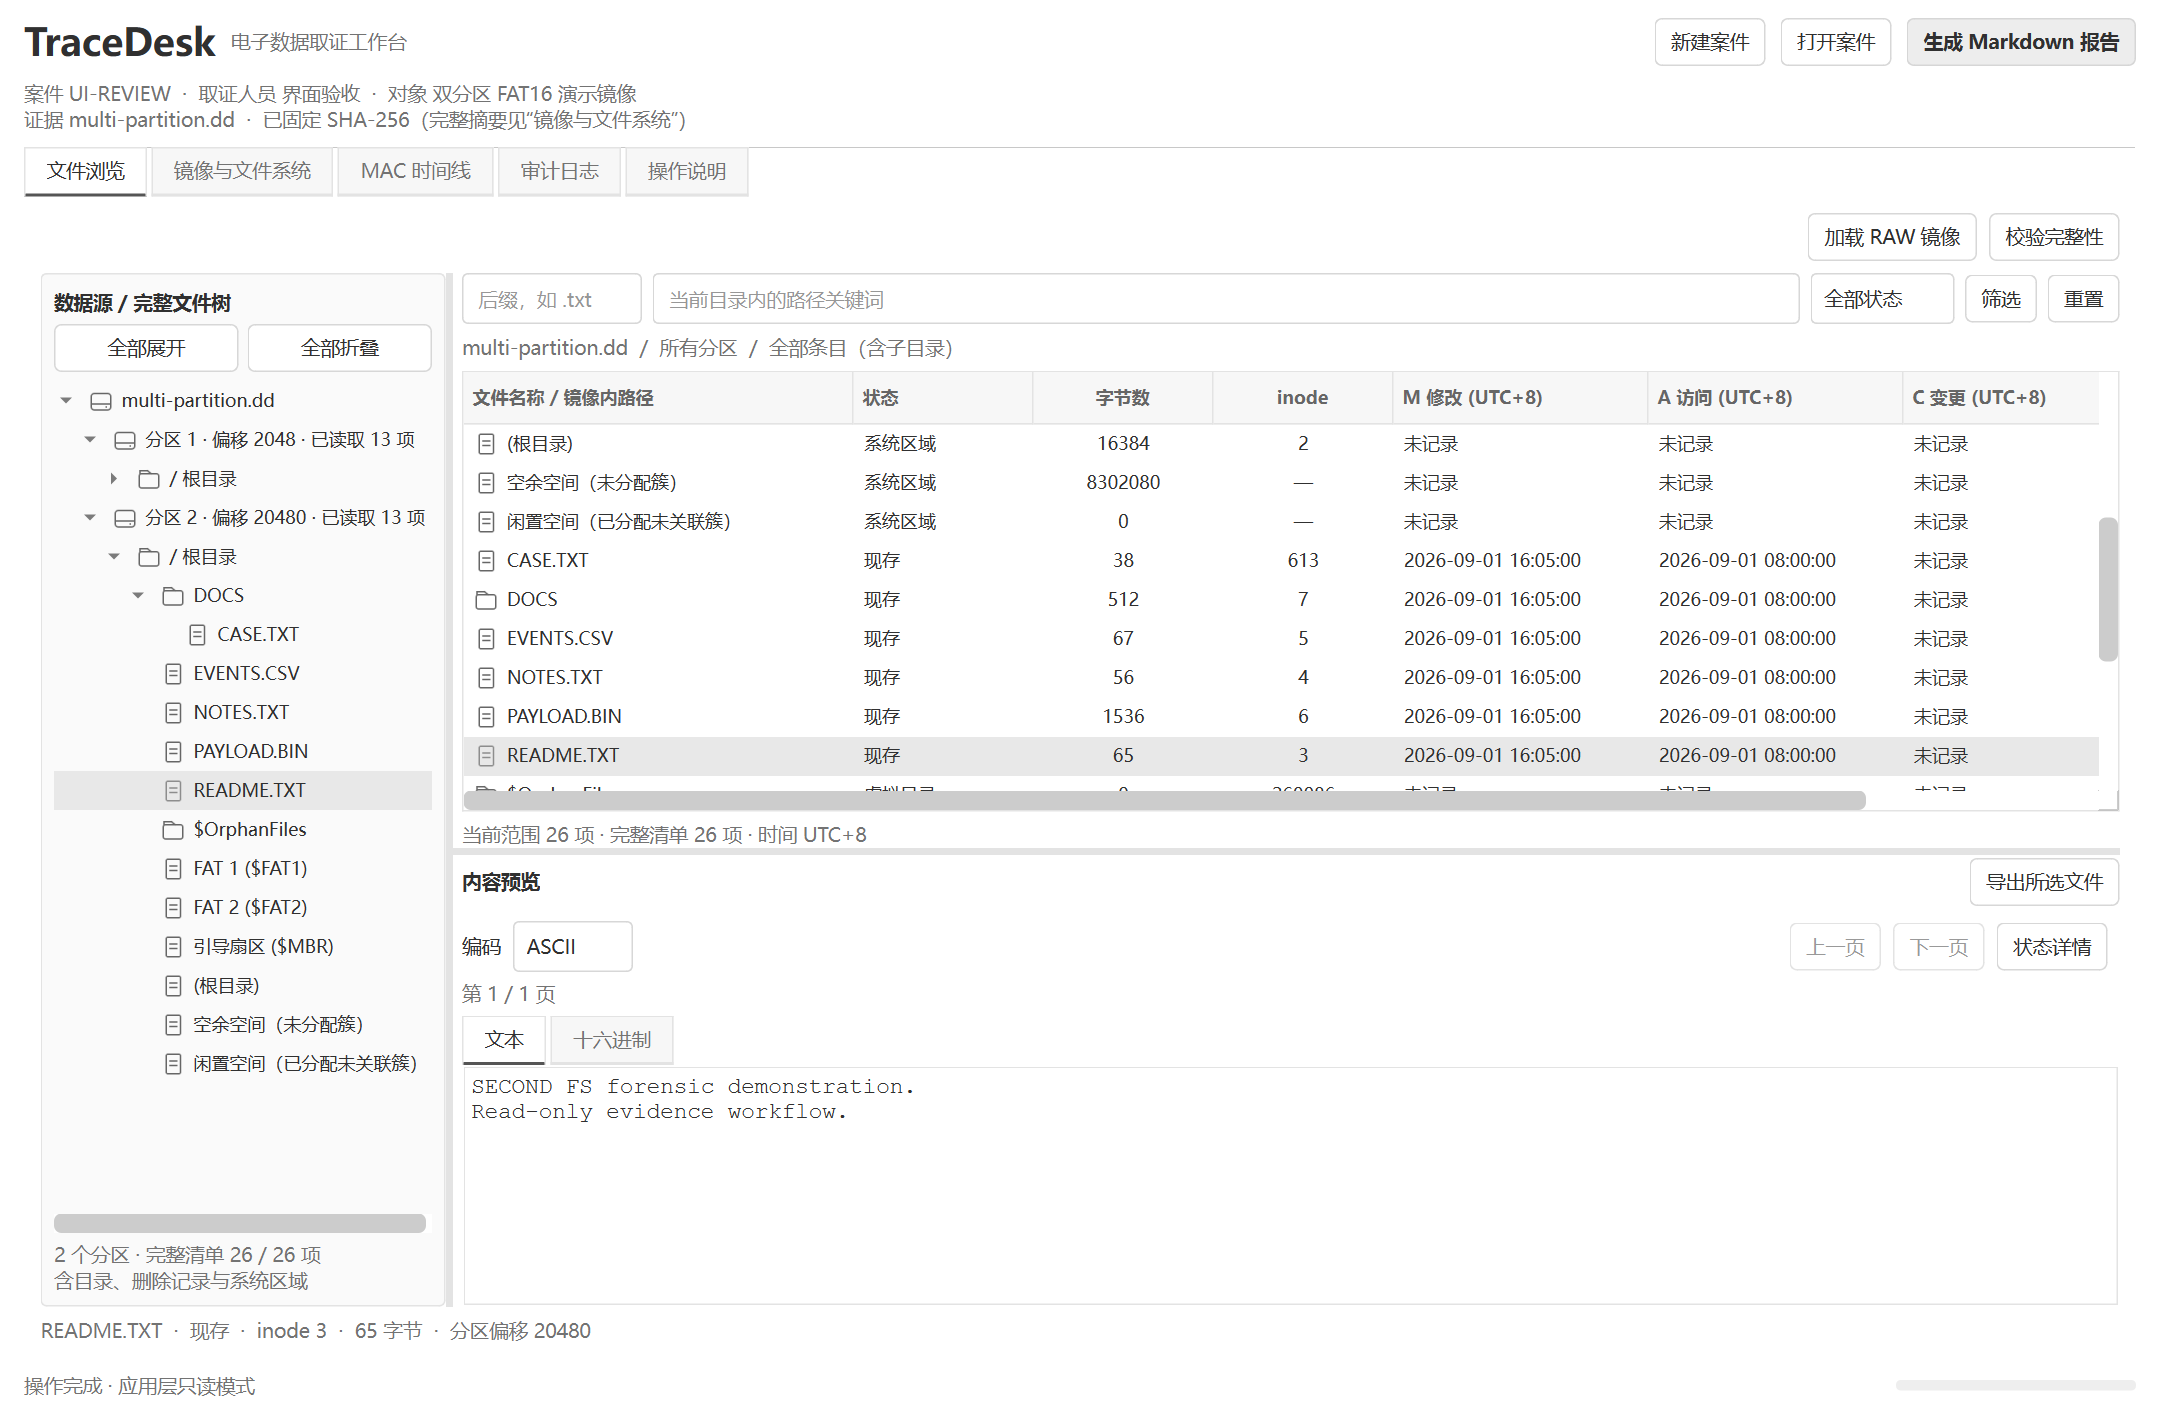 TraceDesk 电子数据取证工作台
新建案件 打开案件 生成 Markdown 报告
案件 UI-REVIEW · 取证人员 界面验收 · 对象 双分区 FAT16 演示镜像
证据 multi-partition.dd · 已固定 SHA-256（完整摘要见“镜像与文件系统”）
文件浏览 镜像与文件系统 MAC 时间线 审计日志 操作说明
加载 RAW 镜像 校验完整性
数据源 / 完整文件树
全部展开 全部折叠
multi-partition.dd
分区 1 · 偏移 2048 · 已读取 13 项
/ 根目录
分区 2 · 偏移 20480 · 已读取 13 项
/ 根目录
DOCS
CASE.TXT
EVENTS.CSV
NOTES.TXT
PAYLOAD.BIN
README.TXT
$OrphanFiles
FAT 1 ($FAT1)
FAT 2 ($FAT2)
引导扇区 ($MBR)
(根目录)
空余空间（未分配簇）
闲置空间（已分配未关联簇）
2 个分区 · 完整清单 26 / 26 项
含目录、删除记录与系统区域
后缀，如 .txt 当前目录内的路径关键词 全部状态 筛选 重置
multi-partition.dd / 所有分区 / 全部条目（含子目录）
文件名称 / 镜像内路径 状态 字节数 inode M 修改 (UTC+8) A 访问 (UTC+8) C 变更 (UTC+8)
(根目录) 系统区域 16384 2 未记录 未记录 未记录
空余空间（未分配簇） 系统区域 8302080 — 未记录 未记录 未记录
闲置空间（已分配未关联簇） 系统区域 0 — 未记录 未记录 未记录
CASE.TXT 现存 38 613 2026-09-01 16:05:00 2026-09-01 08:00:00 未记录
DOCS 现存 512 7 2026-09-01 16:05:00 2026-09-01 08:00:00 未记录
EVENTS.CSV 现存 67 5 2026-09-01 16:05:00 2026-09-01 08:00:00 未记录
NOTES.TXT 现存 56 4 2026-09-01 16:05:00 2026-09-01 08:00:00 未记录
PAYLOAD.BIN 现存 1536 6 2026-09-01 16:05:00 2026-09-01 08:00:00 未记录
README.TXT 现存 65 3 2026-09-01 16:05:00 2026-09-01 08:00:00 未记录
当前范围 26 项 · 完整清单 26 项 · 时间 UTC+8
内容预览 导出所选文件
编码 ASCII 上一页 下一页 状态详情
第 1 / 1 页
文本 十六进制
SECOND FS forensic demonstration.
Read-only evidence workflow.
README.TXT · 现存 · inode 3 · 65 字节 · 分区偏移 20480
操作完成 · 应用层只读模式